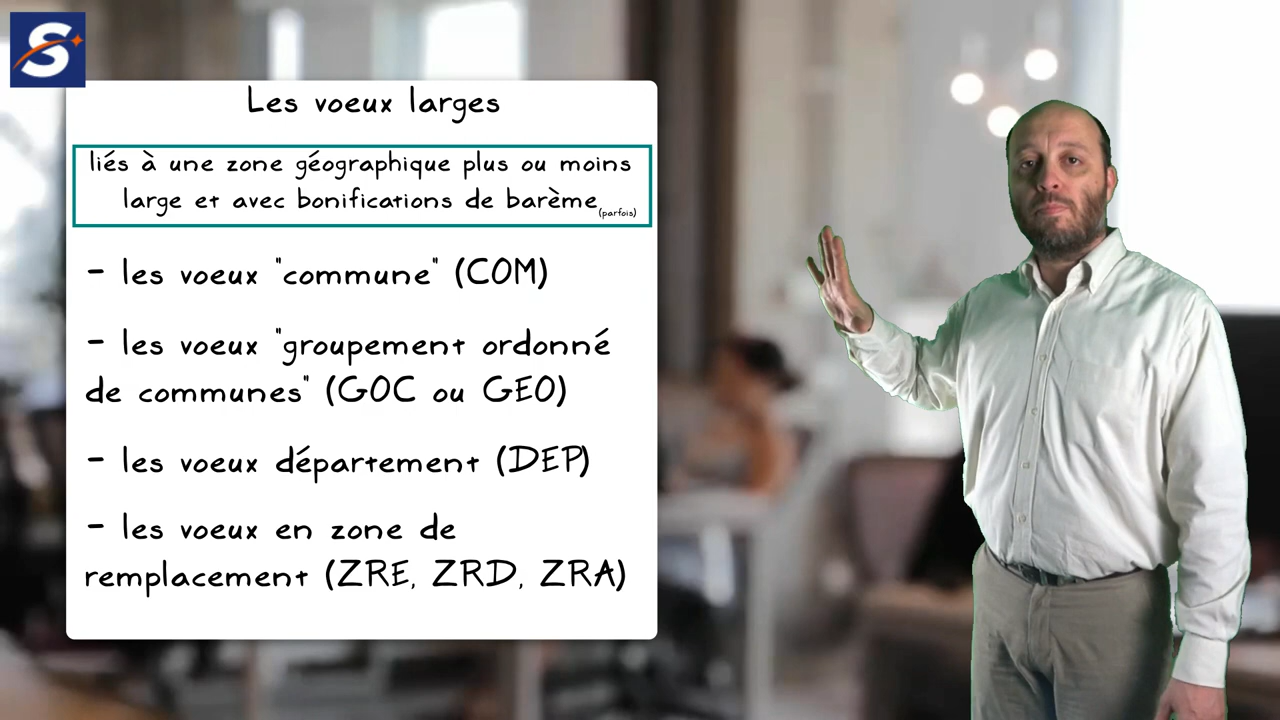 S
Les voeux larges
liés à une zone géographique plus ou moins
large et avec bonifications de barème (parfois)
- les voeux "commune" (COM)
- les voeux "groupement ordonné
de communes" (GOC ou GEO)
- les voeux département (DEP)
- les voeux en zone de
remplacement (ZRE, ZRD, ZRA)